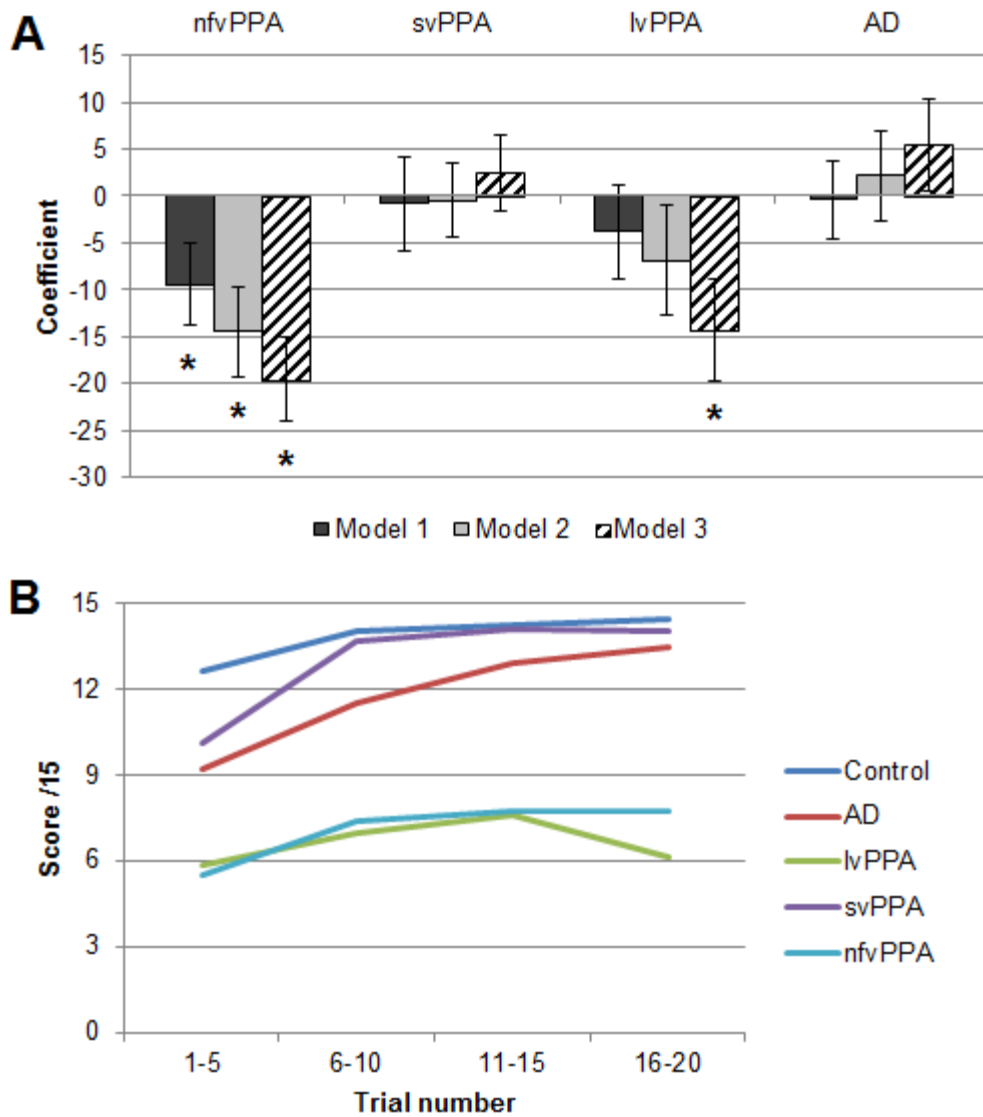 A
nfvPPA svPPA lvPPA AD
15
10
5
0
-5
-10
-15
-20
-25
-30
Coefficient
*
*
*
*
Model 1 Model 2 Model 3
B
15
12
9
6
3
0
Score /15
Control
AD
lvPPA
svPPA
nfvPPA
1-5 6-10 11-15 16-20
Trial number